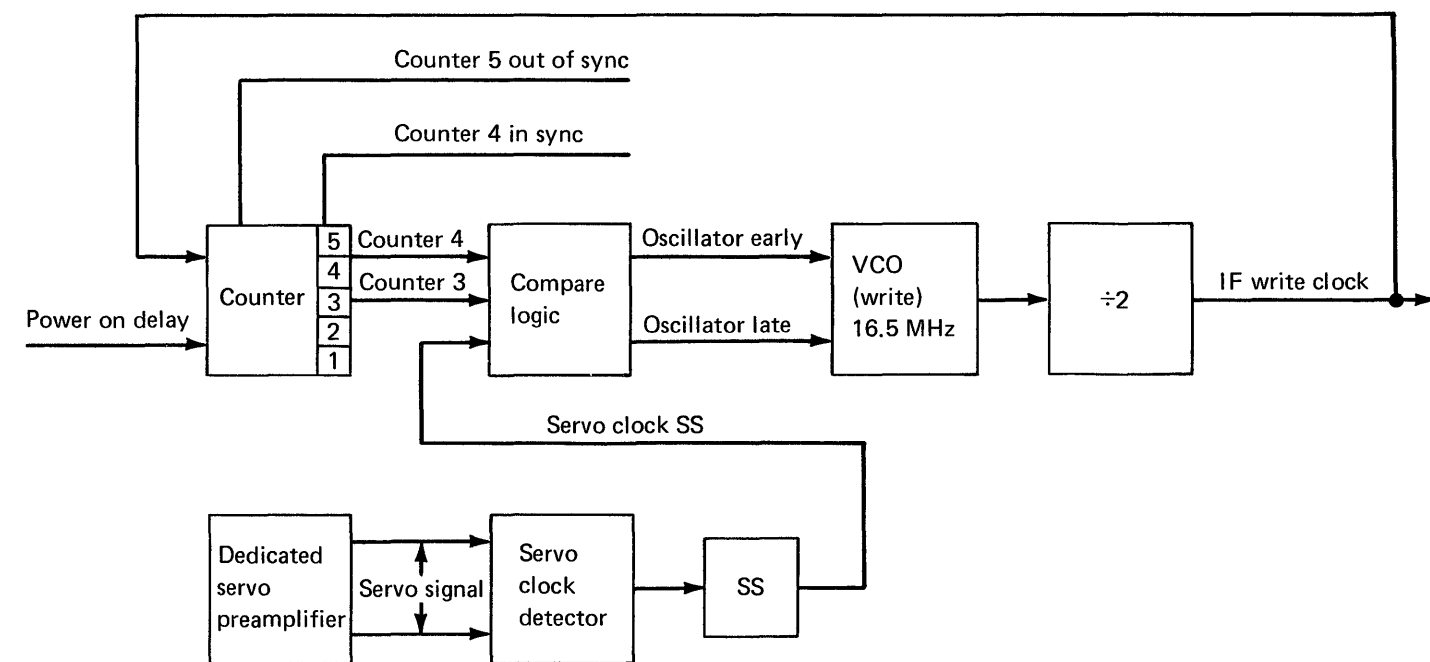 Counter 5 out of sync
Counter 4 in sync
Power on delay
Counter
5
4
3
2
1
Counter 4
Counter 3
Compare
logic
Oscillator early
Oscillator late
VCO
(write)
16.5 MHz
÷2
IF write clock
Servo clock SS
Dedicated
servo
preamplifier
Servo signal
Servo
clock
detector
SS